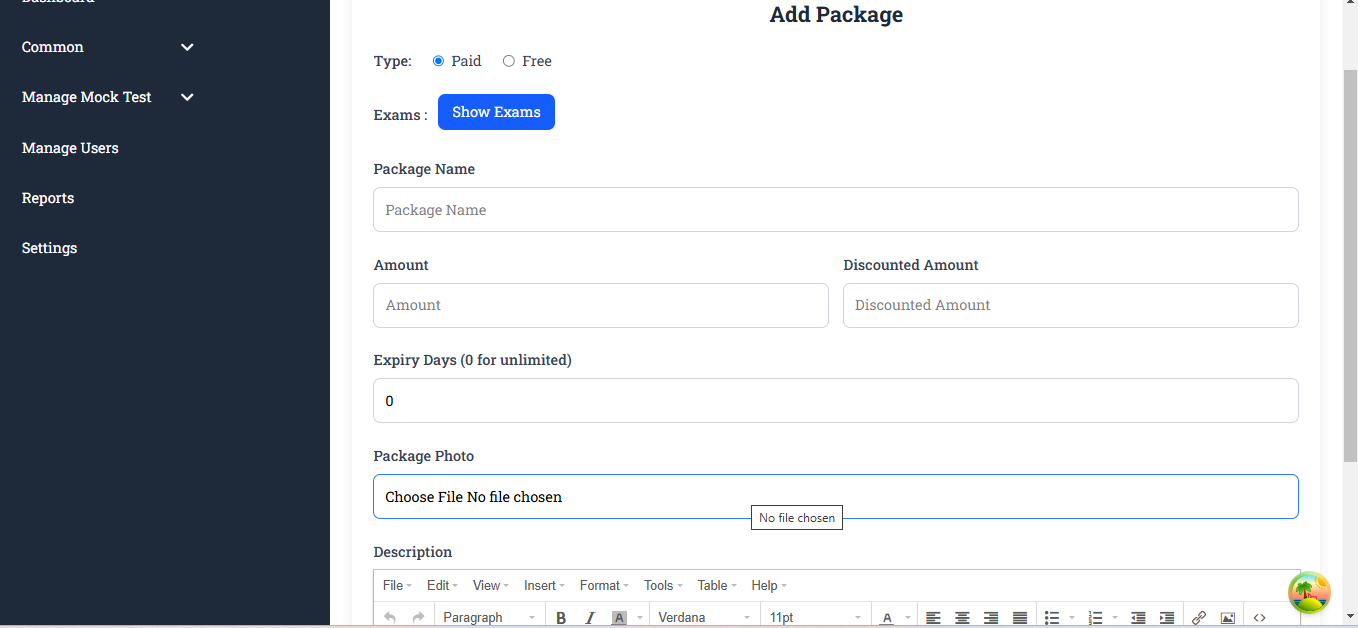 Dashboard
Add Package
Common
Type: Paid Free
Manage Mock Test
Exams : Show Exams
Manage Users
Package Name
Reports
Package Name
Settings
Amount Discounted Amount
Amount Discounted Amount
Expiry Days (0 for unlimited)
0
Package Photo
Choose File No file chosen
No file chosen
Description
File Edit View Insert Format Tools Table Help
Paragraph B I A Verdana 11pt A